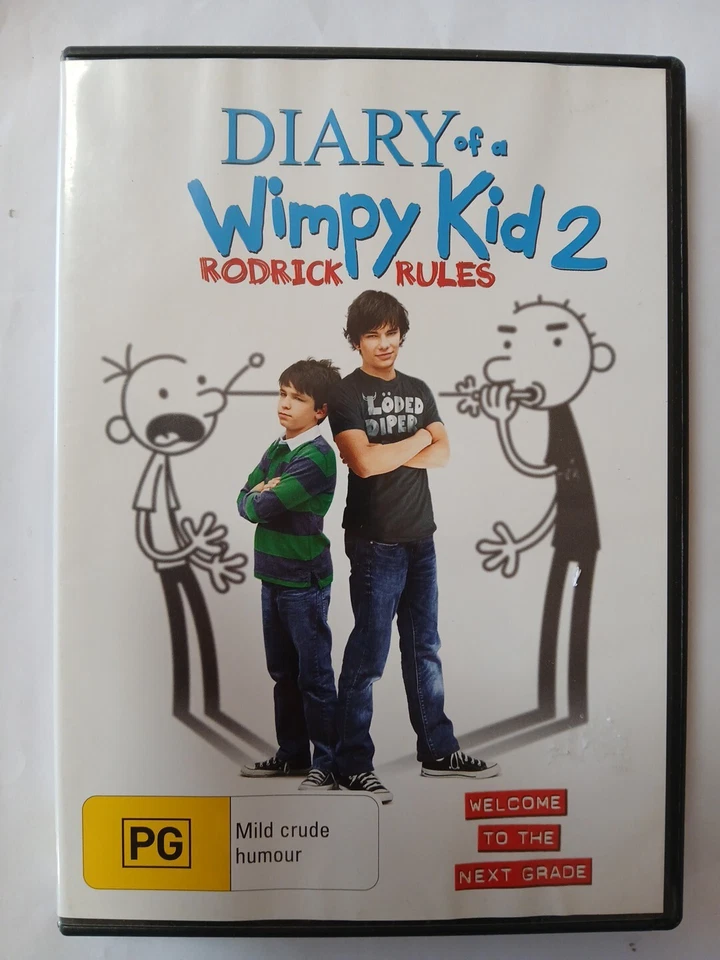 DIARY of a
Wimpy Kid 2
RODRICK RULES
LÖDED
DIPER
PG
Mild crude
humour
WELCOME
TO THE
NEXT GRADE